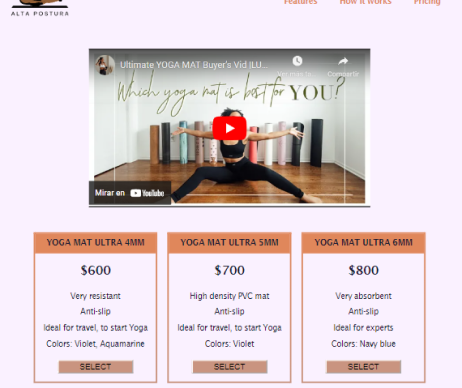 ALTA POSTURA
Features How it works Pricing
Ultimate YOGA MAT Buyer's Vid (LU...
Compartir
Which yoga mat is best for YOU?
Mirar en YouTube
YOGA MAT ULTRA 4MM
$600
Very resistant
Anti-slip
Ideal for travel, to start Yoga
Colors: Violet, Aquamarine
SELECT
YOGA MAT ULTRA 5MM
$700
High density PVC mat
Anti-slip
Ideal for travel, to start Yoga
Colors: Violet
SELECT
YOGA MAT ULTRA 6MM
$800
Very absorbent
Anti-slip
Ideal for experts
Colors: Navy blue
SELECT